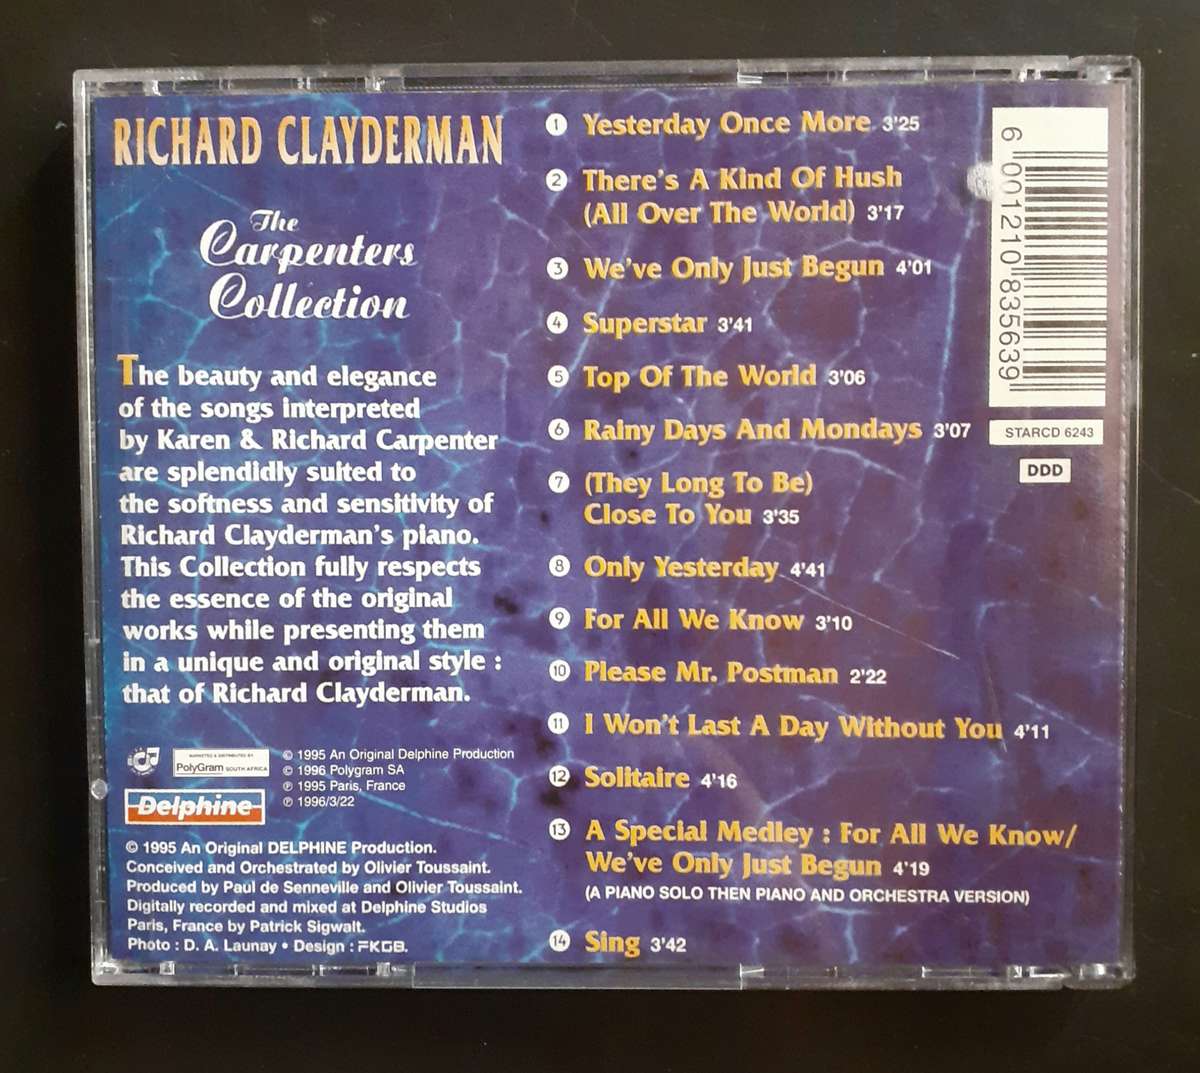 RICHARD CLAYDERMAN
The
Carpenters
Collection
The beauty and elegance
of the songs interpreted
by Karen & Richard Carpenter
are splendidly suited to
the softness and sensitivity of
Richard Clayderman's piano.
This Collection fully respects
the essence of the original
works while presenting them
in a unique and original style :
that of Richard Clayderman.
MARKETED & DISTRIBUTED BY
PolyGram SOUTH AFRICA
Delphine
© 1995 An Original Delphine Production
© 1996 Polygram SA
℗ 1995 Paris, France
℗ 1996/3/22
© 1995 An Original DELPHINE Production.
Conceived and Orchestrated by Olivier Toussaint.
Produced by Paul de Senneville and Olivier Toussaint.
Digitally recorded and mixed at Delphine Studios
Paris, France by Patrick Sigwalt.
Photo : D. A. Launay • Design : FKGB.
1 Yesterday Once More 3'25
2 There's A Kind Of Hush
(All Over The World) 3'17
3 We've Only Just Begun 4'01
4 Superstar 3'41
5 Top Of The World 3'06
6 Rainy Days And Mondays 3'07
7 (They Long To Be)
Close To You 3'35
8 Only Yesterday 4'41
9 For All We Know 3'10
10 Please Mr. Postman 2'22
11 I Won't Last A Day Without You 4'11
12 Solitaire 4'16
13 A Special Medley : For All We Know/
We've Only Just Begun 4'19
(A PIANO SOLO THEN PIANO AND ORCHESTRA VERSION)
14 Sing 3'42
6 001210 835639
STARCD 6243
DDD